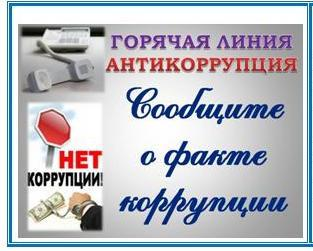 ГОРЯЧАЯ ЛИНИЯ
АНТИКОРРУПЦИЯ
Сообщите
о факте
коррупции
НЕТ
КОРРУПЦИИ!